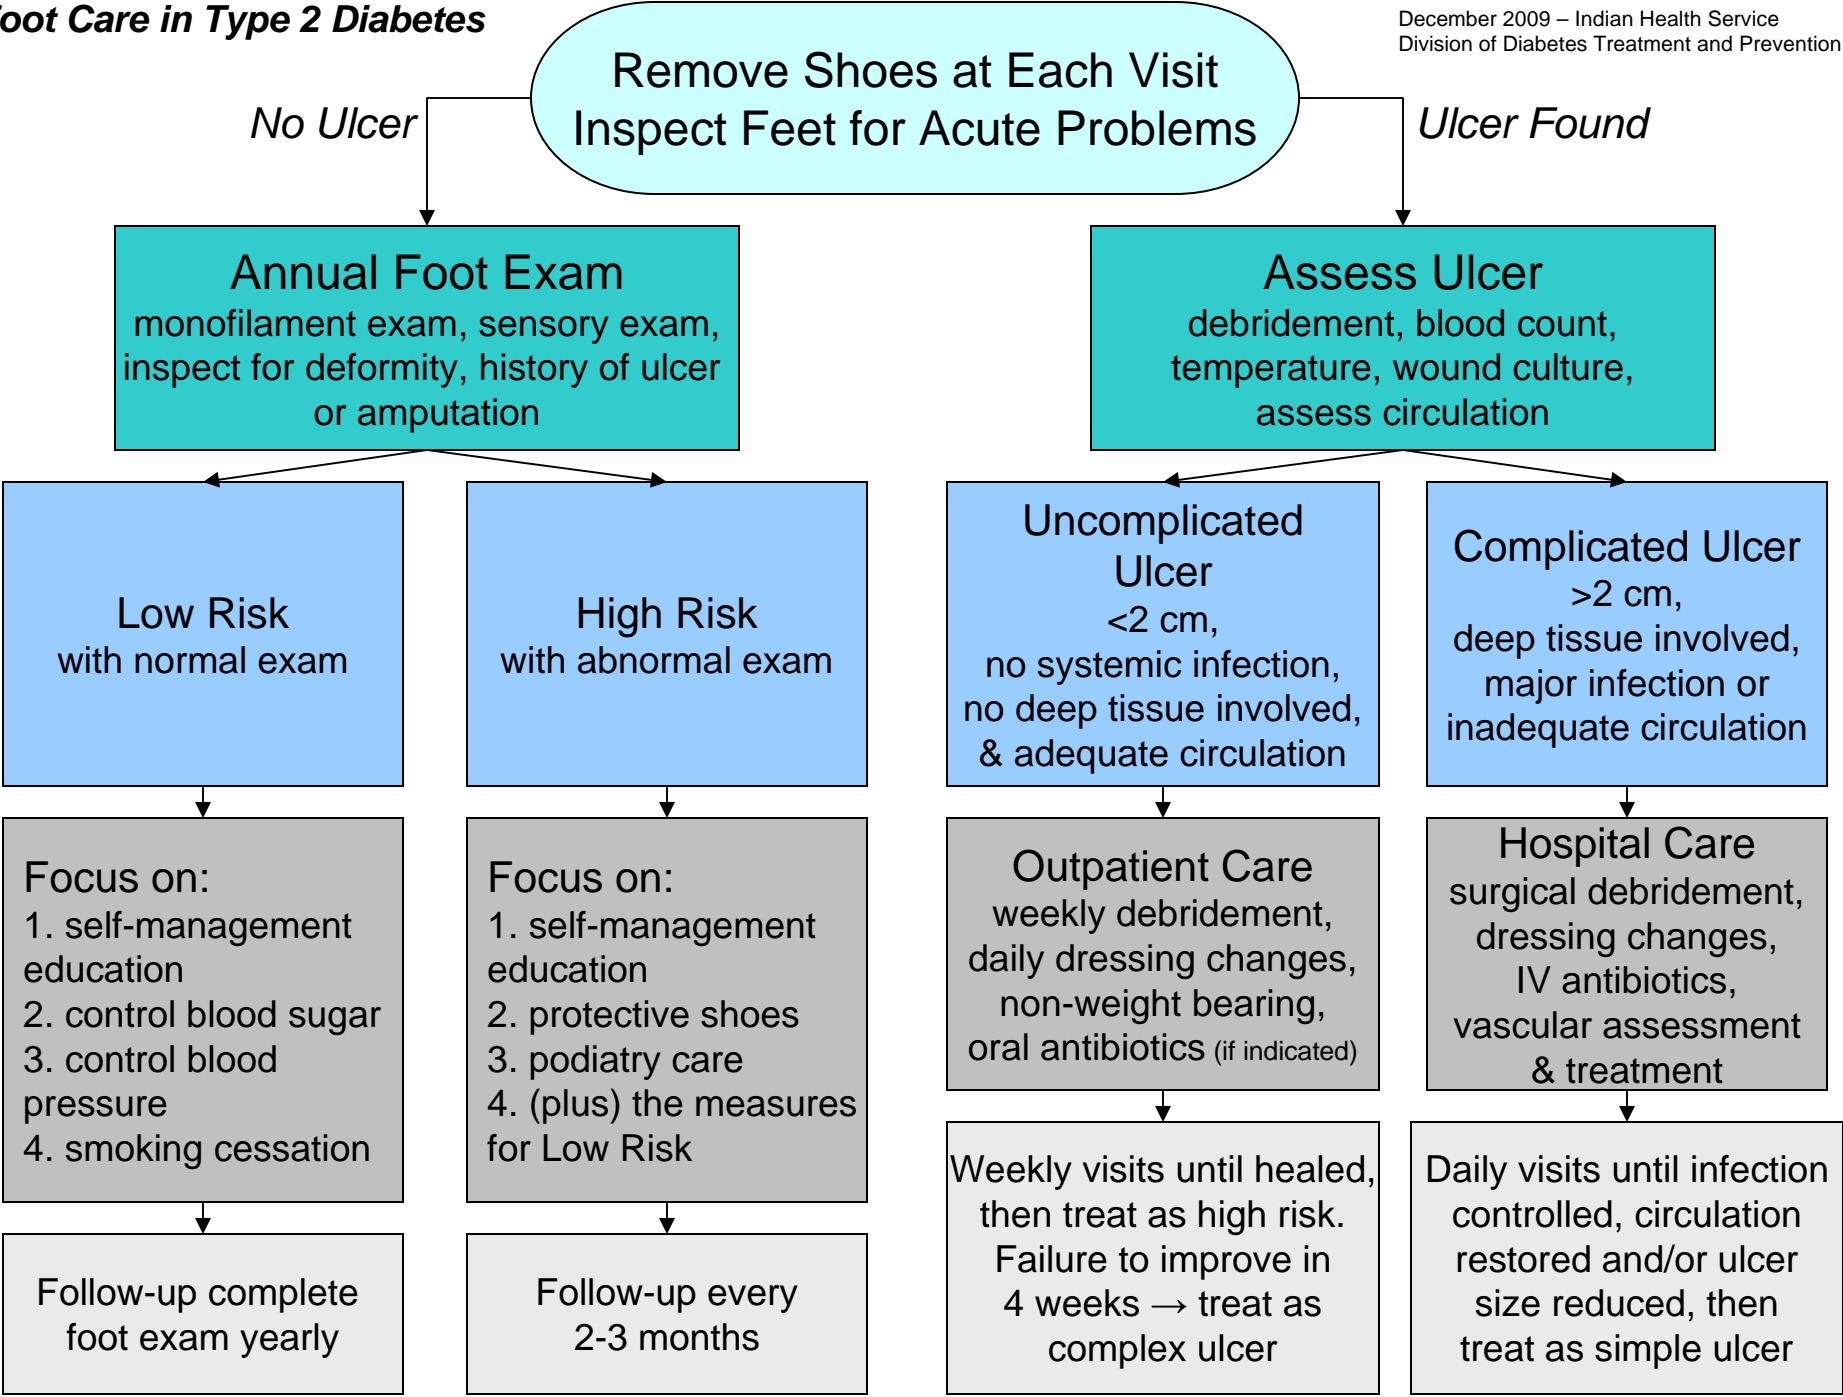 oot Care in Type 2 Diabetes
December 2009 – Indian Health Service
Division of Diabetes Treatment and Prevention
Remove Shoes at Each Visit
Inspect Feet for Acute Problems
No Ulcer
Ulcer Found
Annual Foot Exam
monofilament exam, sensory exam,
inspect for deformity, history of ulcer
or amputation
Assess Ulcer
debridement, blood count,
temperature, wound culture,
assess circulation
Low Risk
with normal exam
High Risk
with abnormal exam
Uncomplicated
Ulcer
<2 cm,
no systemic infection,
no deep tissue involved,
& adequate circulation
Complicated Ulcer
>2 cm,
deep tissue involved,
major infection or
inadequate circulation
Focus on:
1. self-management
education
2. control blood sugar
3. control blood
pressure
4. smoking cessation
Focus on:
1. self-management
education
2. protective shoes
3. podiatry care
4. (plus) the measures
for Low Risk
Outpatient Care
weekly debridement,
daily dressing changes,
non-weight bearing,
oral antibiotics (if indicated)
Hospital Care
surgical debridement,
dressing changes,
IV antibiotics,
vascular assessment
& treatment
Follow-up complete
foot exam yearly
Follow-up every
2-3 months
Weekly visits until healed,
then treat as high risk.
Failure to improve in
4 weeks → treat as
complex ulcer
Daily visits until infection
controlled, circulation
restored and/or ulcer
size reduced, then
treat as simple ulcer